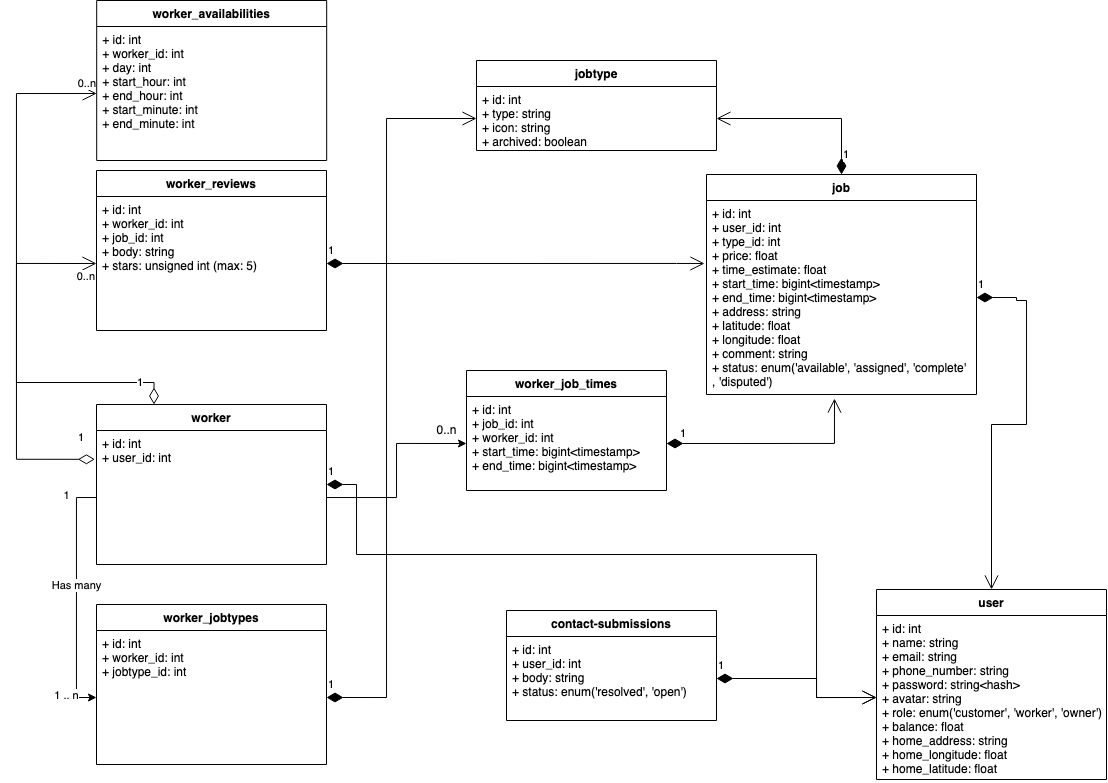 worker_availabilities
+ id: int
+ worker_id: int
+ day: int
+ start_hour: int
+ end_hour: int
+ start_minute: int
+ end_minute: int
0..n
worker_reviews
+ id: int
+ worker_id: int
+ job_id: int
+ body: string
+ stars: unsigned int (max: 5)
0..n
1
jobtype
+ id: int
+ type: string
+ icon: string
+ archived: boolean
1
job
+ id: int
+ user_id: int
+ type_id: int
+ price: float
+ time_estimate: float
+ start_time: bigint<timestamp>
+ end_time: bigint<timestamp>
+ address: string
+ latitude: float
+ longitude: float
+ comment: string
+ status: enum('available', 'assigned', 'complete'
, 'disputed')
1
1
worker
+ id: int
+ user_id: int
1
1
1
worker_job_times
+ id: int
+ job_id: int
+ worker_id: int
+ start_time: bigint<timestamp>
+ end_time: bigint<timestamp>
0..n
1
Has many
1 .. n
worker_jobtypes
+ id: int
+ worker_id: int
+ jobtype_id: int
1
contact-submissions
+ id: int
+ user_id: int
+ body: string
+ status: enum('resolved', 'open')
1
user
+ id: int
+ name: string
+ email: string
+ phone_number: string
+ password: string<hash>
+ avatar: string
+ role: enum('customer', 'worker', 'owner')
+ balance: float
+ home_address: string
+ home_longitude: float
+ home_latitude: float